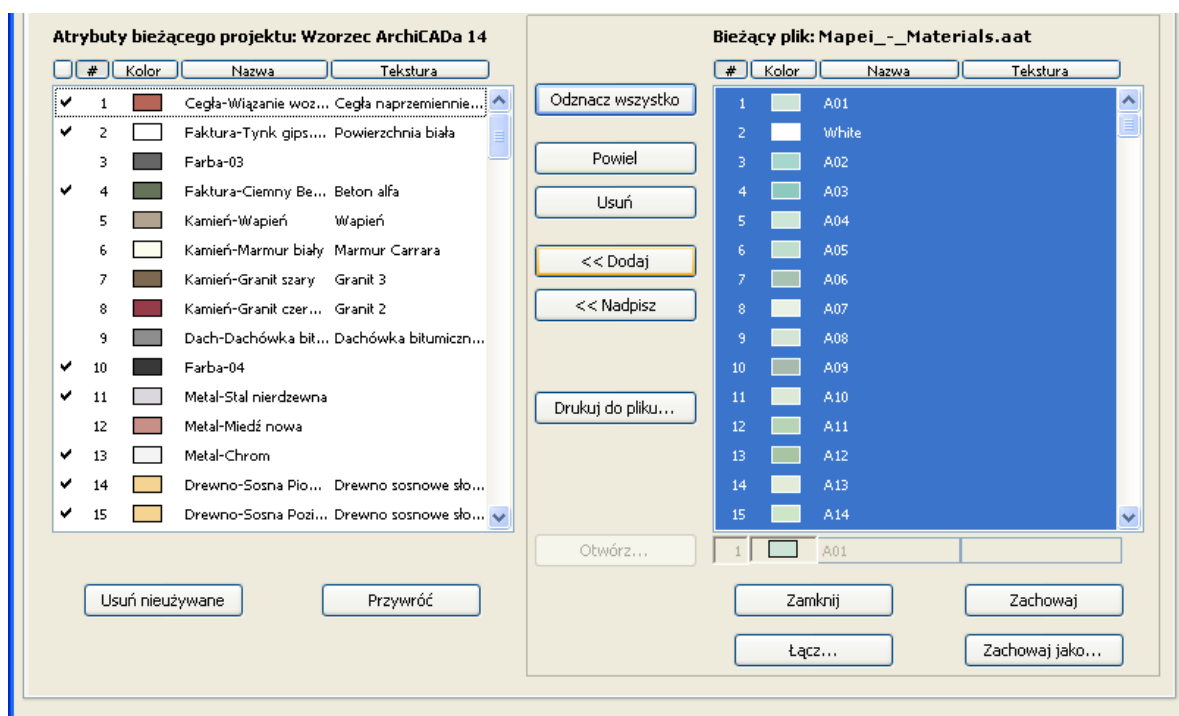 Atrybuty bieżącego projektu: Wzorzec ArchiCADa 14
# Kolor Nazwa Tekstura
1 Cegła-Wiązanie woz... Cegła naprzemiennie...
2 Faktura-Tynk gips.... Powierzchnia biała
3 Farba-03
4 Faktura-Ciemny Be... Beton alfa
5 Kamień-Wapień Wapień
6 Kamień-Marmur biały Marmur Carrara
7 Kamień-Granit szary Granit 3
8 Kamień-Granit czer... Granit 2
9 Dach-Dachówka bit... Dachówka bitumiczn...
10 Farba-04
11 Metal-Stal nierdzewna
12 Metal-Miedź nowa
13 Metal-Chrom
14 Drewno-Sosna Pio... Drewno sosnowe sło...
15 Drewno-Sosna Pozi... Drewno sosnowe sło...
Usuń nieużywane
Przywróć
Odznacz wszystko
Powiel
Usuń
<< Dodaj
<< Nadpisz
Drukuj do pliku...
Otwórz...
Bieżący plik: Mapei_-_Materials.aat
# Kolor Nazwa Tekstura
1 A01
2 White
3 A02
4 A03
5 A04
6 A05
7 A06
8 A07
9 A08
10 A09
11 A10
12 A11
13 A12
14 A13
15 A14
1 A01
Zamknij
Zachowaj
Łącz...
Zachowaj jako...